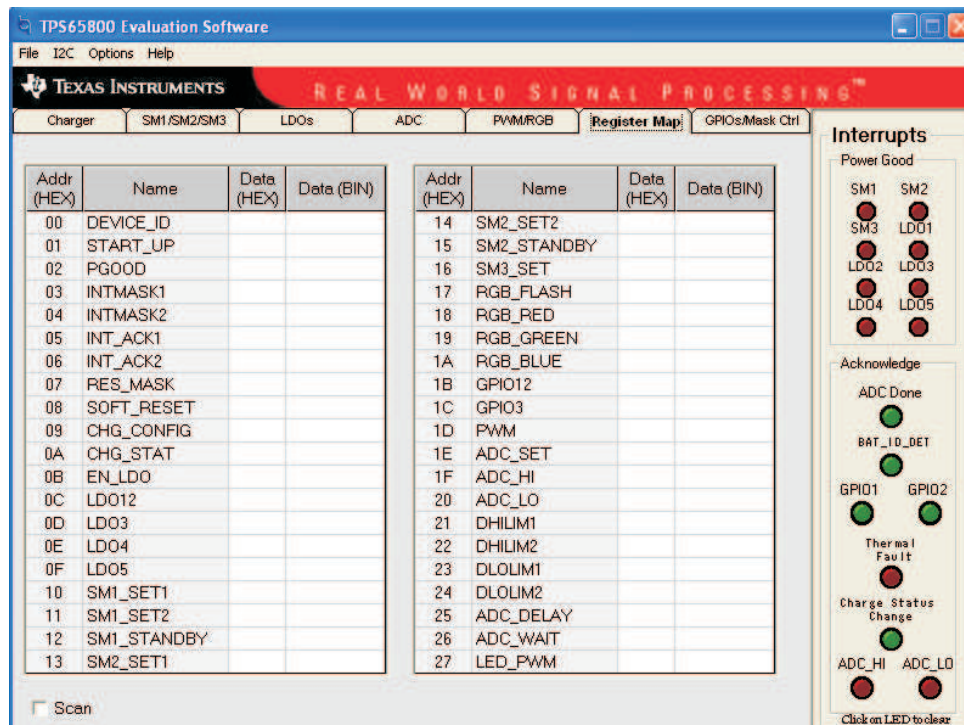 TPS65800 Evaluation Software
File I2C Options Help
TEXAS INSTRUMENTS
REAL WORLD SIGNAL PROCESSING™
Charger SM1/SM2/SM3 LDOs ADC PWM/RGB Register Map GPIOs/Mask Ctrl
Addr (HEX) Name Data (HEX) Data (BIN)
00 DEVICE_ID
01 START_UP
02 PGOOD
03 INTMASK1
04 INTMASK2
05 INT_ACK1
06 INT_ACK2
07 RES_MASK
08 SOFT_RESET
09 CHG_CONFIG
0A CHG_STAT
0B EN_LDO
0C LDO12
0D LDO3
0E LDO4
0F LDO5
10 SM1_SET1
11 SM1_SET2
12 SM1_STANDBY
13 SM2_SET1
Addr (HEX) Name Data (HEX) Data (BIN)
14 SM2_SET2
15 SM2_STANDBY
16 SM3_SET
17 RGB_FLASH
18 RGB_RED
19 RGB_GREEN
1A RGB_BLUE
1B GPIO12
1C GPIO3
1D PWM
1E ADC_SET
1F ADC_HI
20 ADC_LO
21 DHILIM1
22 DHILIM2
23 DLOLIM1
24 DLOLIM2
25 ADC_DELAY
26 ADC_WAIT
27 LED_PWM
Scan
Interrupts
Power Good
SM1 SM2
SM3 LDO1
LDO2 LDO3
LDO4 LDO5
Acknowledge
ADC Done
BAT_ID_DET
GPIO1 GPIO2
Thermal
Fault
Charge Status
Change
ADC_HI ADC_LO
Click on LED to clear